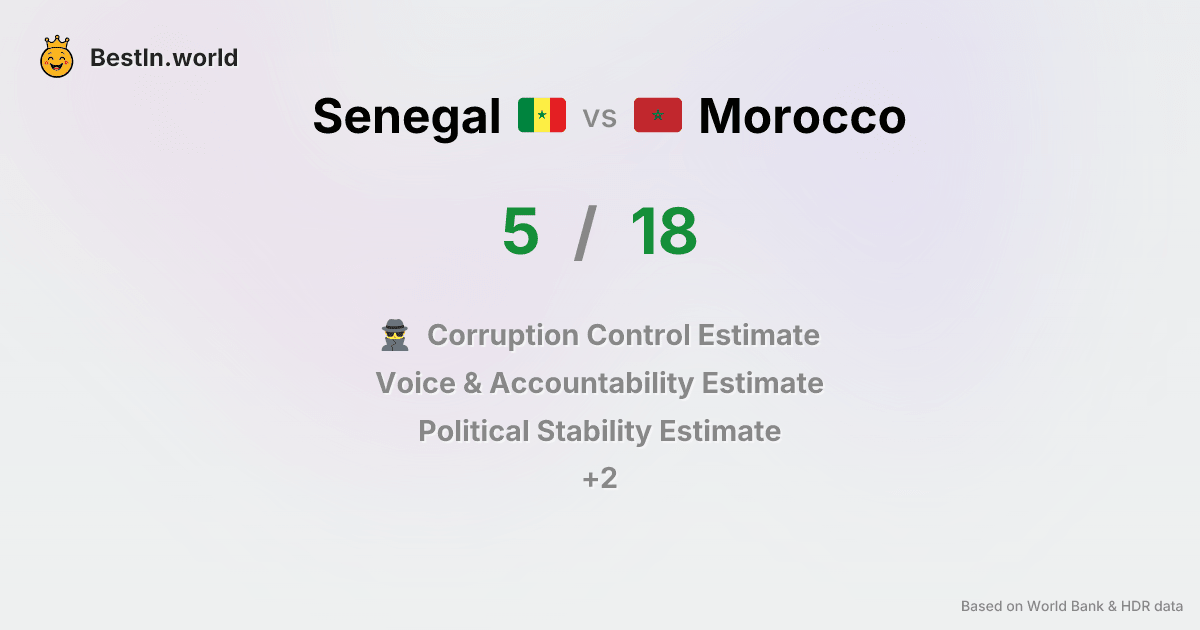 BestIn.world
Senegal vs Morocco
5 / 18
Corruption Control Estimate
Voice & Accountability Estimate
Political Stability Estimate
+2
Based on World Bank & HDR data